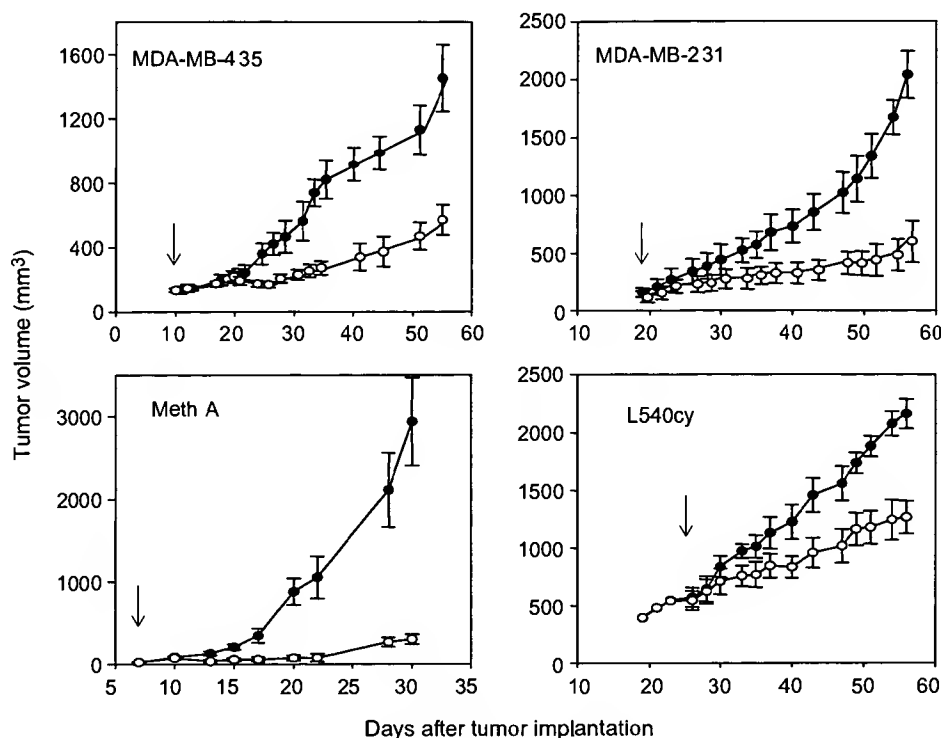 Tumor volume (mm³)
MDA-MB-435
1600
1200
800
400
0
0 10 20 30 40 50 60
MDA-MB-231
2500
2000
1500
1000
500
0
10 20 30 40 50 60
Meth A
3000
2000
1000
0
5 10 15 20 25 30 35
L540cy
2500
2000
1500
1000
500
0
10 20 30 40 50 60
Days after tumor implantation